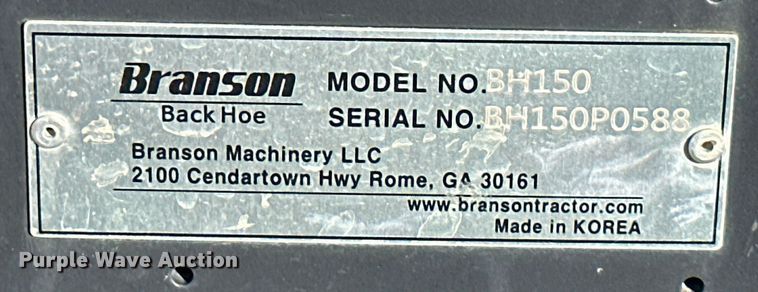 Branson MODEL NO. BH150
Back Hoe SERIAL NO. BH150P0588
Branson Machinery LLC
2100 Cendartown Hwy Rome, GA 30161
www.bransontractor.com
Made in KOREA
Purple Wave Auction